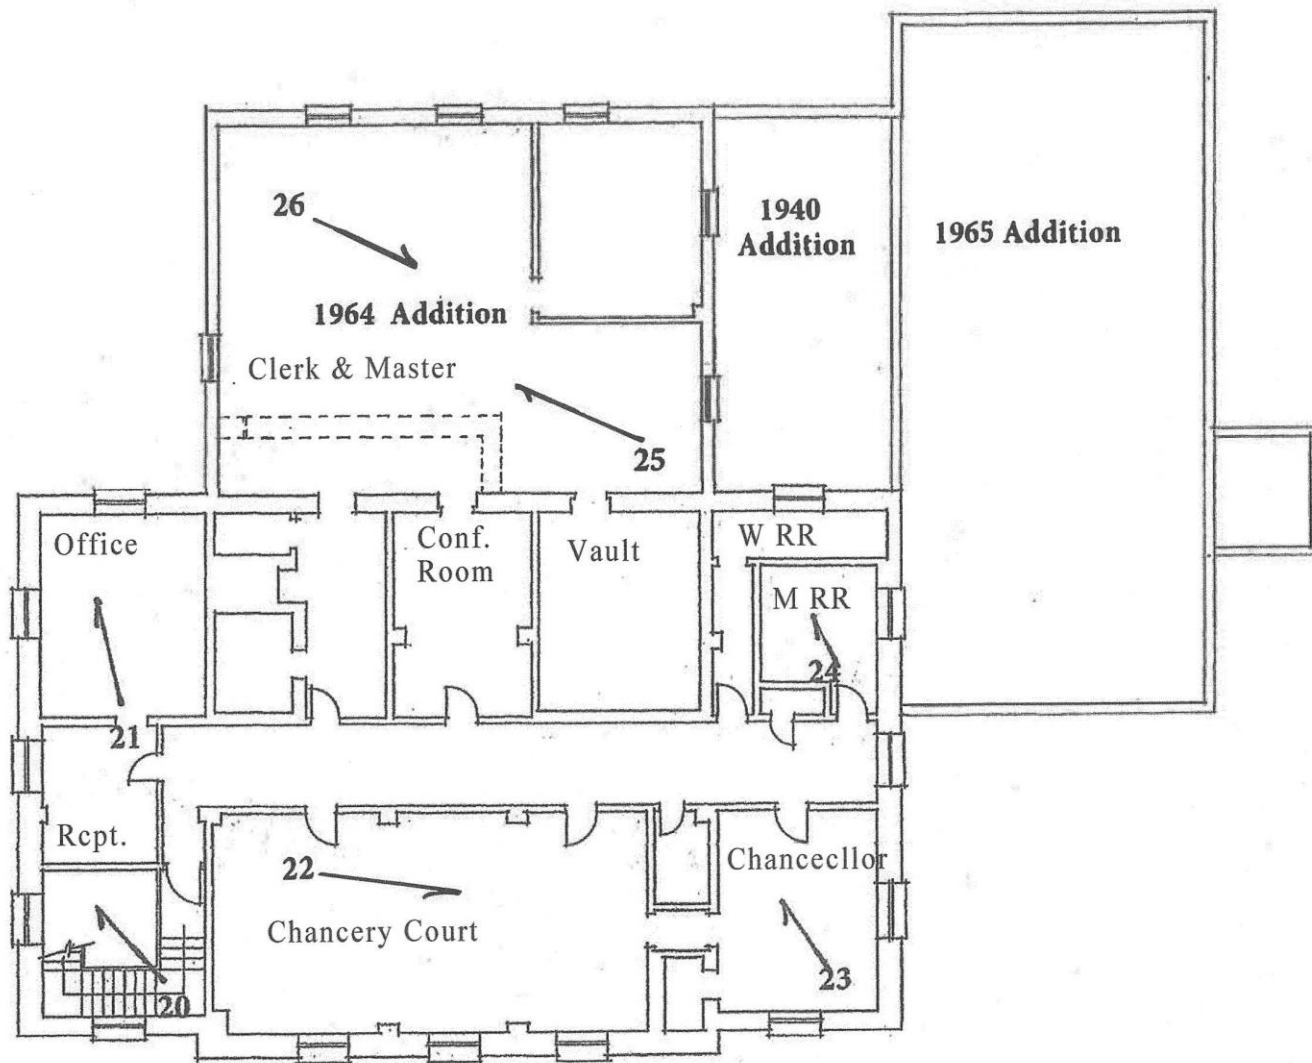 26
1940
Addition
1965 Addition
1964 Addition
Clerk & Master
25
Office
Conf.
Room
Vault
W RR
M RR
24
21
Rcpt.
22
Chancery Court
Chancecllor
23
20